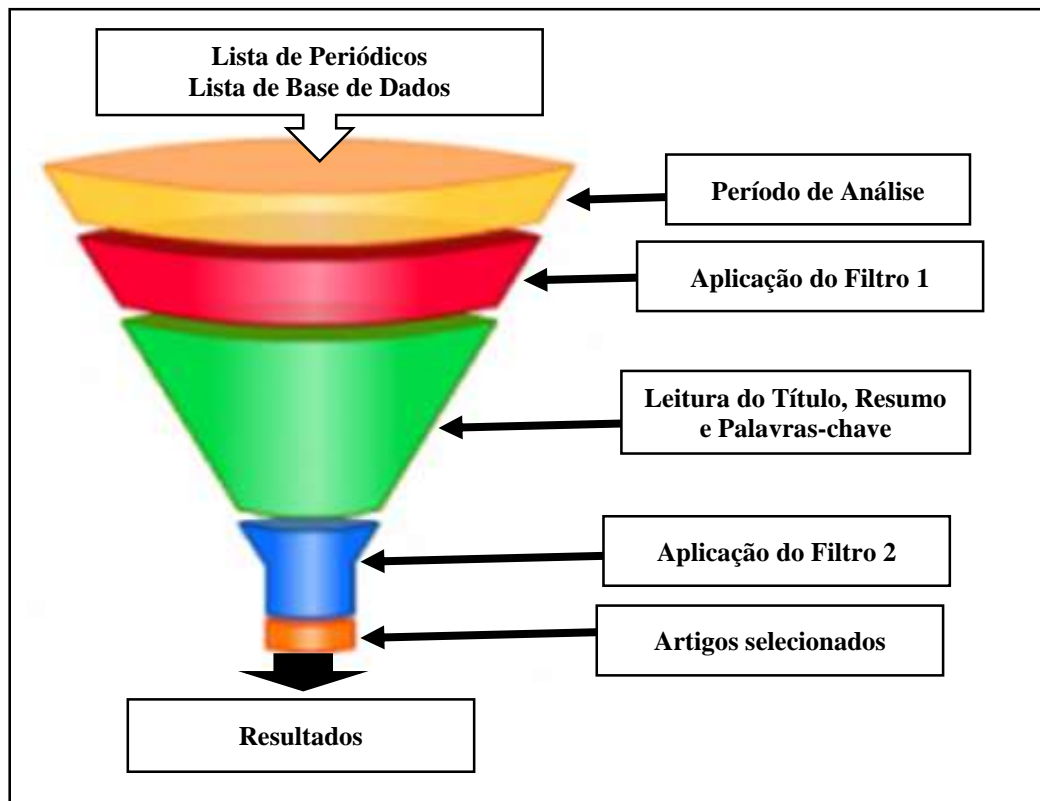 Lista de Periódicos
Lista de Base de Dados
Período de Análise
Aplicação do Filtro 1
Leitura do Título, Resumo
e Palavras-chave
Aplicação do Filtro 2
Artigos selecionados
Resultados